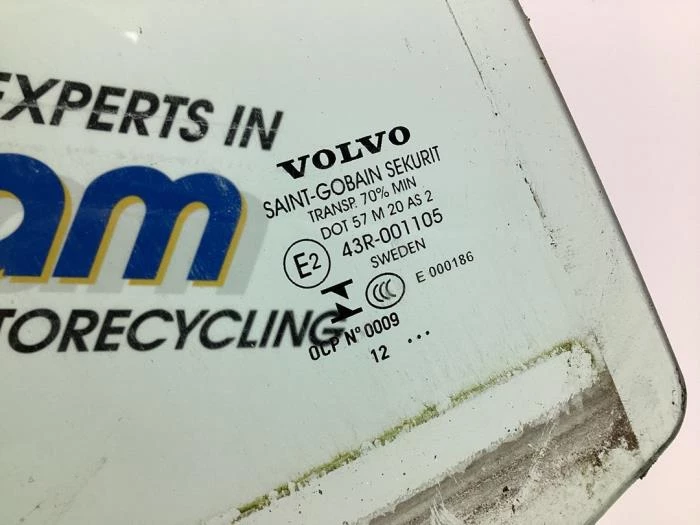 EXPERTS IN
am
TORECYCLING
VOLVO
SAINT-GOBAIN SEKURIT
TRANSP. 70% MIN
DOT 57 M 20 AS 2
E2 43R-001105
SWEDEN
CCC E 000186
OCP Nº 0009
12 ...